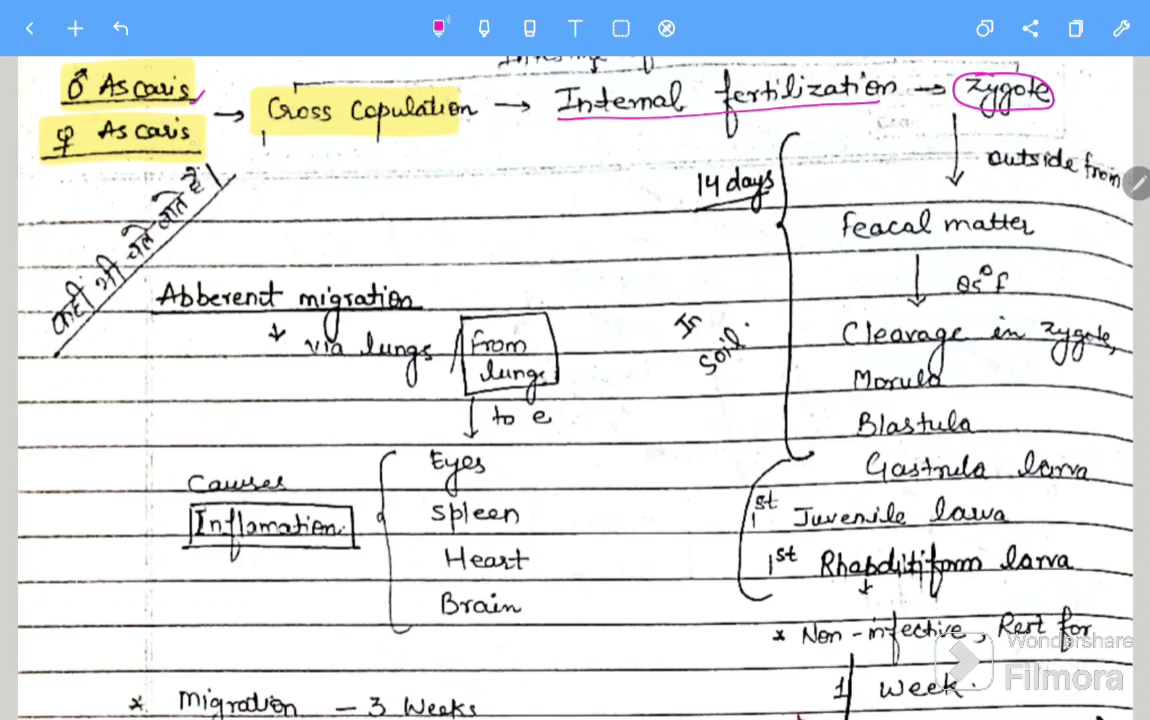 ♂ Ascaris
♀ Ascaris
→ Cross Copulation → Internal fertilization → Zygote
outside from
14 days
feacal matter
85°f
कही भी चले जाते है।
Abberent migration
via lungs
from
lungs
to e
In
soil.
Cleavage in zygote,
Morula
Blastula
Gastrula larva
1st Juvenile larva
1st Rhabditiform larva
Eyes
Spleen
Heart
Brain
Causes
Inflamation.
* Non-infective, Rest for
1 week.
* Migration - 3 Weeks
Wondershare
Filmora